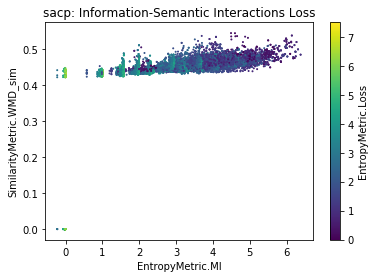 sacp: Information-Semantic Interactions Loss
SimilarityMetric.WMD_sim
0.5
0.4
0.3
0.2
0.1
0.0
0 1 2 3 4 5 6
EntropyMetric.MI
7
6
5
4
3
2
1
0
EntropyMetric.Loss